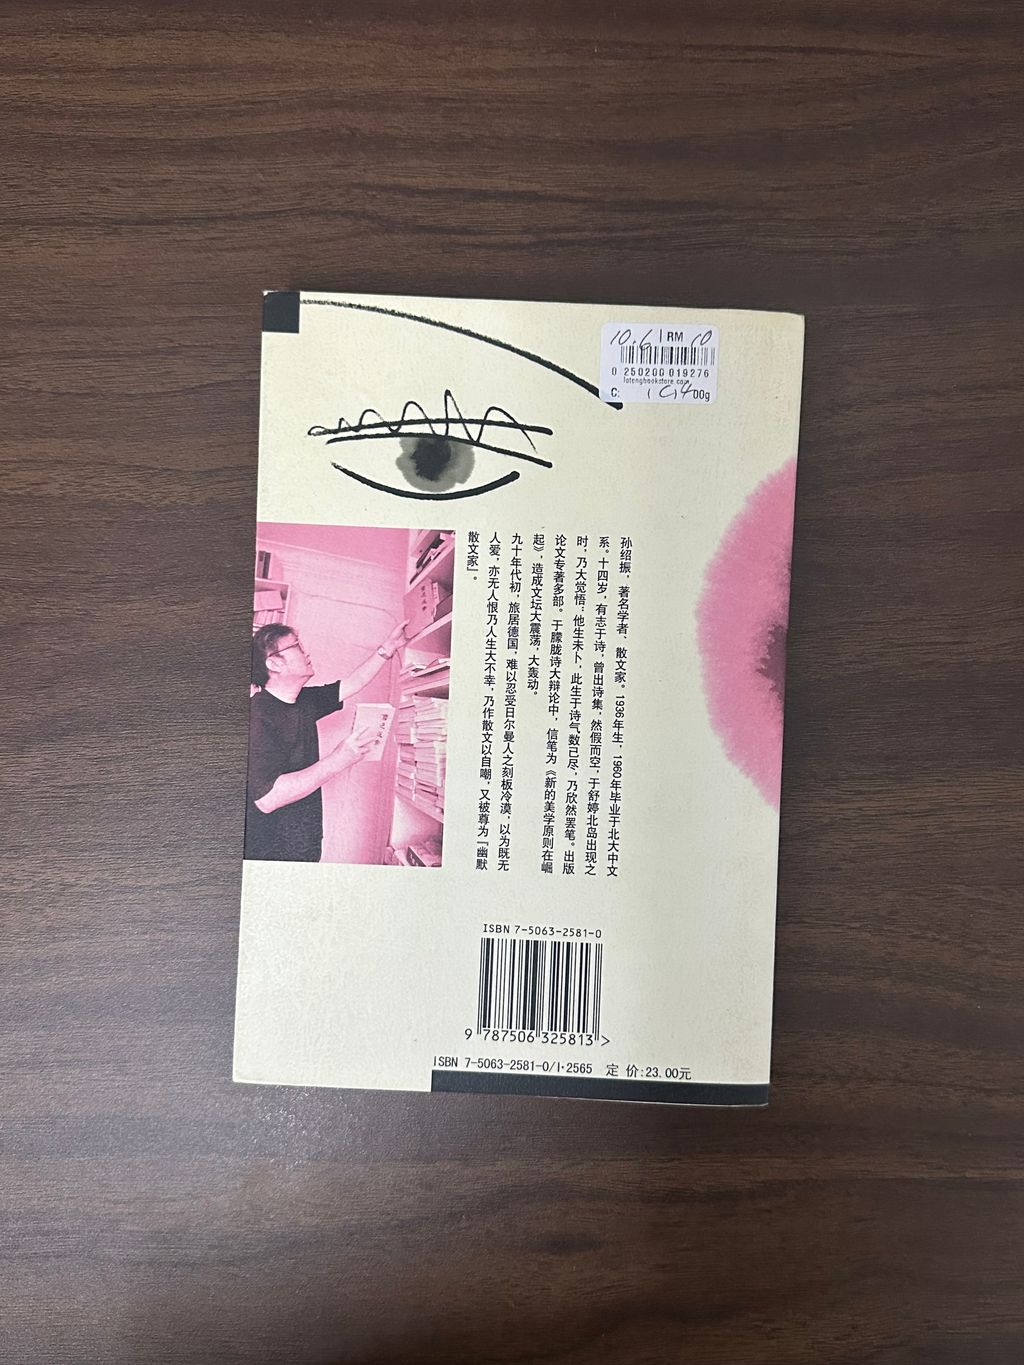 10.6 RM 10
0 250200 019276
lotengbookstore.com
C: (C)4 00g
孙绍振，著名学者、散文家。1936年生，1960年毕业于北大中文
系。十四岁，有志于诗，曾出诗集，然假而空，于舒婷北岛出现之
时，乃大觉悟：他生未卜，此生于诗气数已尽，乃欣然罢笔。出版
论文专著多部。于朦胧诗大辩论中，信笔为《新的美学原则在崛
起》，造成文坛大震荡，大轰动。
九十年代初，旅居德国，难以忍受日尔曼人之刻板冷漠，以为既无
人爱，亦无人恨乃人生大不幸，乃作散文以自嘲，又被尊为『幽默
散文家』。
ISBN 7-5063-2581-0
9 787506 325813 >
ISBN 7-5063-2581-0/I·2565 定 价:23.00元